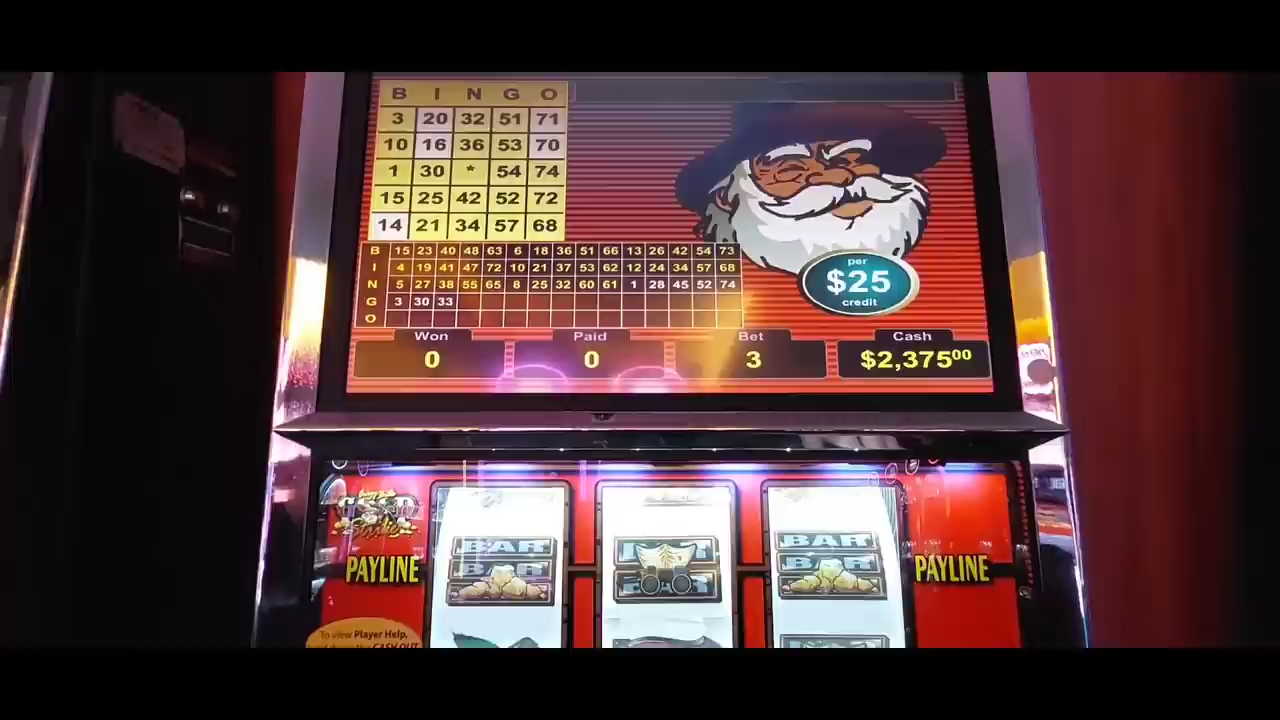 B I N G O
3 20 32 51 71
10 16 36 53 70
1 30 * 54 74
15 25 42 52 72
14 21 34 57 68
B 15 23 40 48 63 6 18 36 51 66 13 26 42 54 73
I 4 19 41 47 72 10 21 37 53 62 12 24 34 57 68
N 5 27 38 55 65 8 25 32 60 61 1 28 45 52 74
G 3 30 33
O
per
$25
credit
Won Paid Bet Cash
0 0 3 $2,375.00
BAR BAR BAR
BAR BAR BAR
PAYLINE PAYLINE
To view Player Help,
CASH OUT